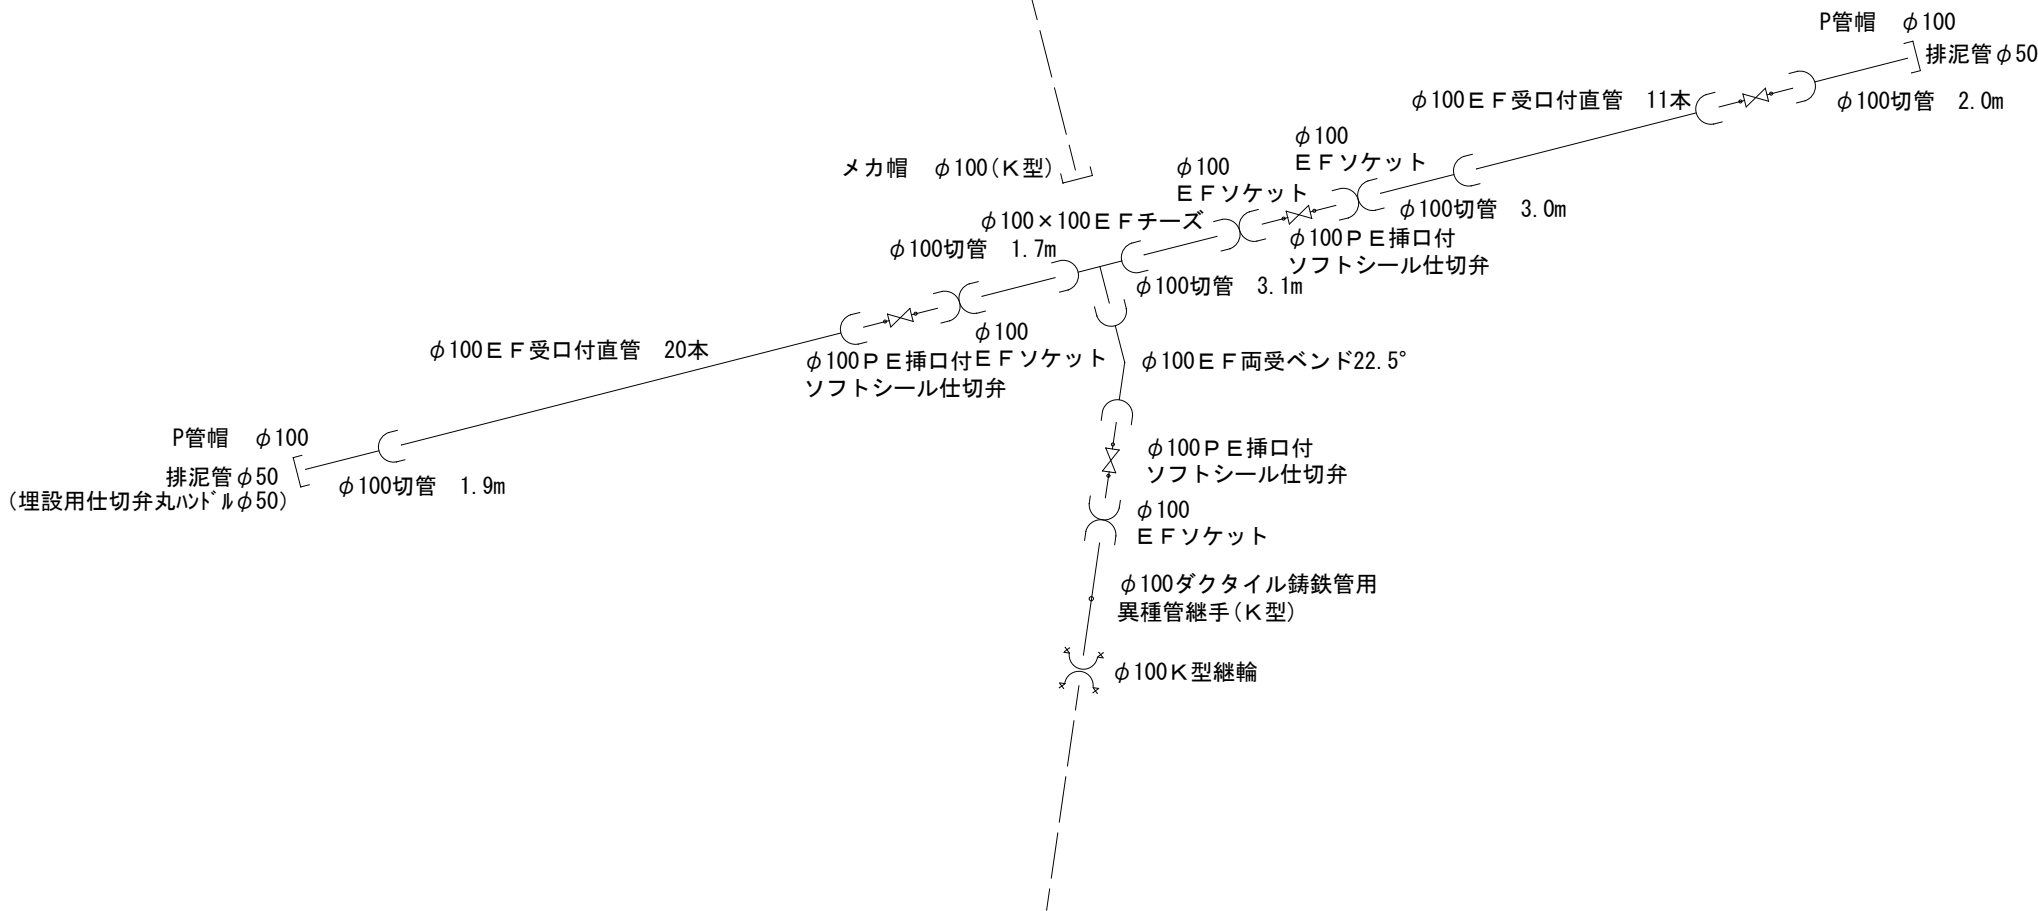 P管帽　φ100
排泥管φ50
φ100ＥＦ受口付直管　11本
φ100切管　2.0m
φ100
ＥＦソケット
メカ帽　φ100(Ｋ型)
φ100
ＥＦソケット
φ100切管　3.0m
φ100×100ＥＦチーズ
φ100ＰＥ挿口付
ソフトシール仕切弁
φ100切管　1.7m
φ100切管　3.1m
φ100
ＥＦソケット
φ100ＥＦ受口付直管　20本
φ100ＰＥ挿口付
ソフトシール仕切弁
φ100ＥＦ両受ベンド22.5°
P管帽　φ100
排泥管φ50
(埋設用仕切弁丸ﾊﾝﾄﾞﾙφ50)
φ100切管　1.9m
φ100ＰＥ挿口付
ソフトシール仕切弁
φ100
ＥＦソケット
φ100ダクタイル鋳鉄管用
異種管継手(Ｋ型)
φ100Ｋ型継輪